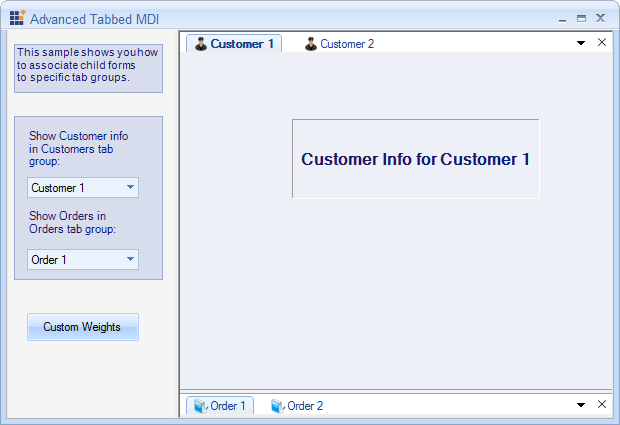 Advanced Tabbed MDI
This sample shows you how
to associate child forms
to specific tab groups.
Show Customer info
in Customers tab
group:
Customer 1
Show Orders in
Orders tab group:
Order 1
Custom Weights
Customer 1
Customer 2
Customer Info for Customer 1
Order 1
Order 2